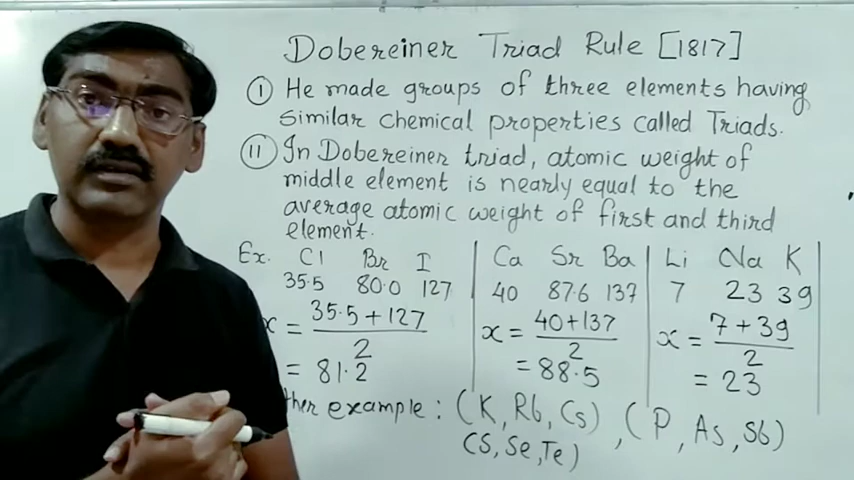 Dobereiner Triad Rule [1817]
I He made groups of three elements having
similar chemical properties called Triads.
II In Dobereiner triad, atomic weight of
middle element is nearly equal to the
average atomic weight of first and third
element.
Ex. Cl Br I | Ca Sr Ba | Li Na K
35.5 80.0 127 | 40 87.6 137 | 7 23 39
x = 35.5+127 / 2 | x = 40+137 / 2 | x = 7+39 / 2
= 81.2 | = 88.5 | = 23
ther example: (K, Rb, Cs), (P, As, Sb)
(S, Se, Te)